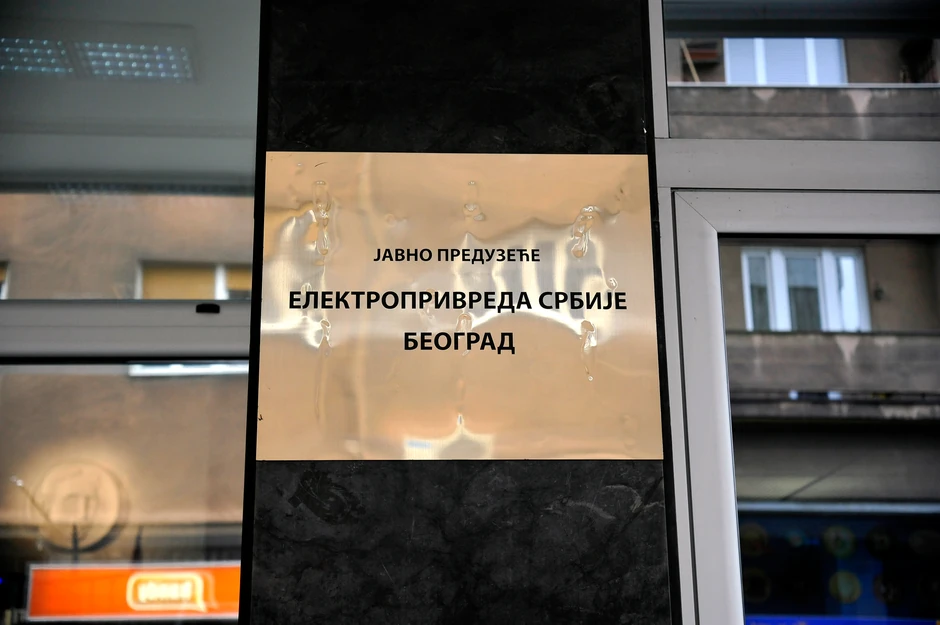 ЈАВНО ПРЕДУЗЕЋЕ
ЕЛЕКТРОПРИВРЕДА СРБИЈЕ
БЕОГРАД